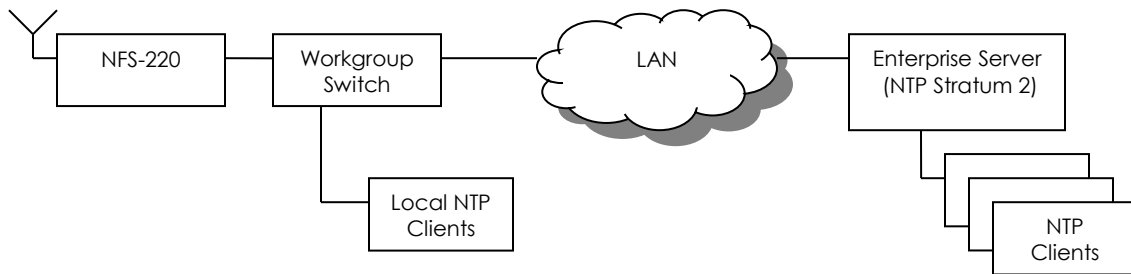 NFS-220
Workgroup
Switch
LAN
Enterprise Server
(NTP Stratum 2)
Local NTP
Clients
NTP
Clients